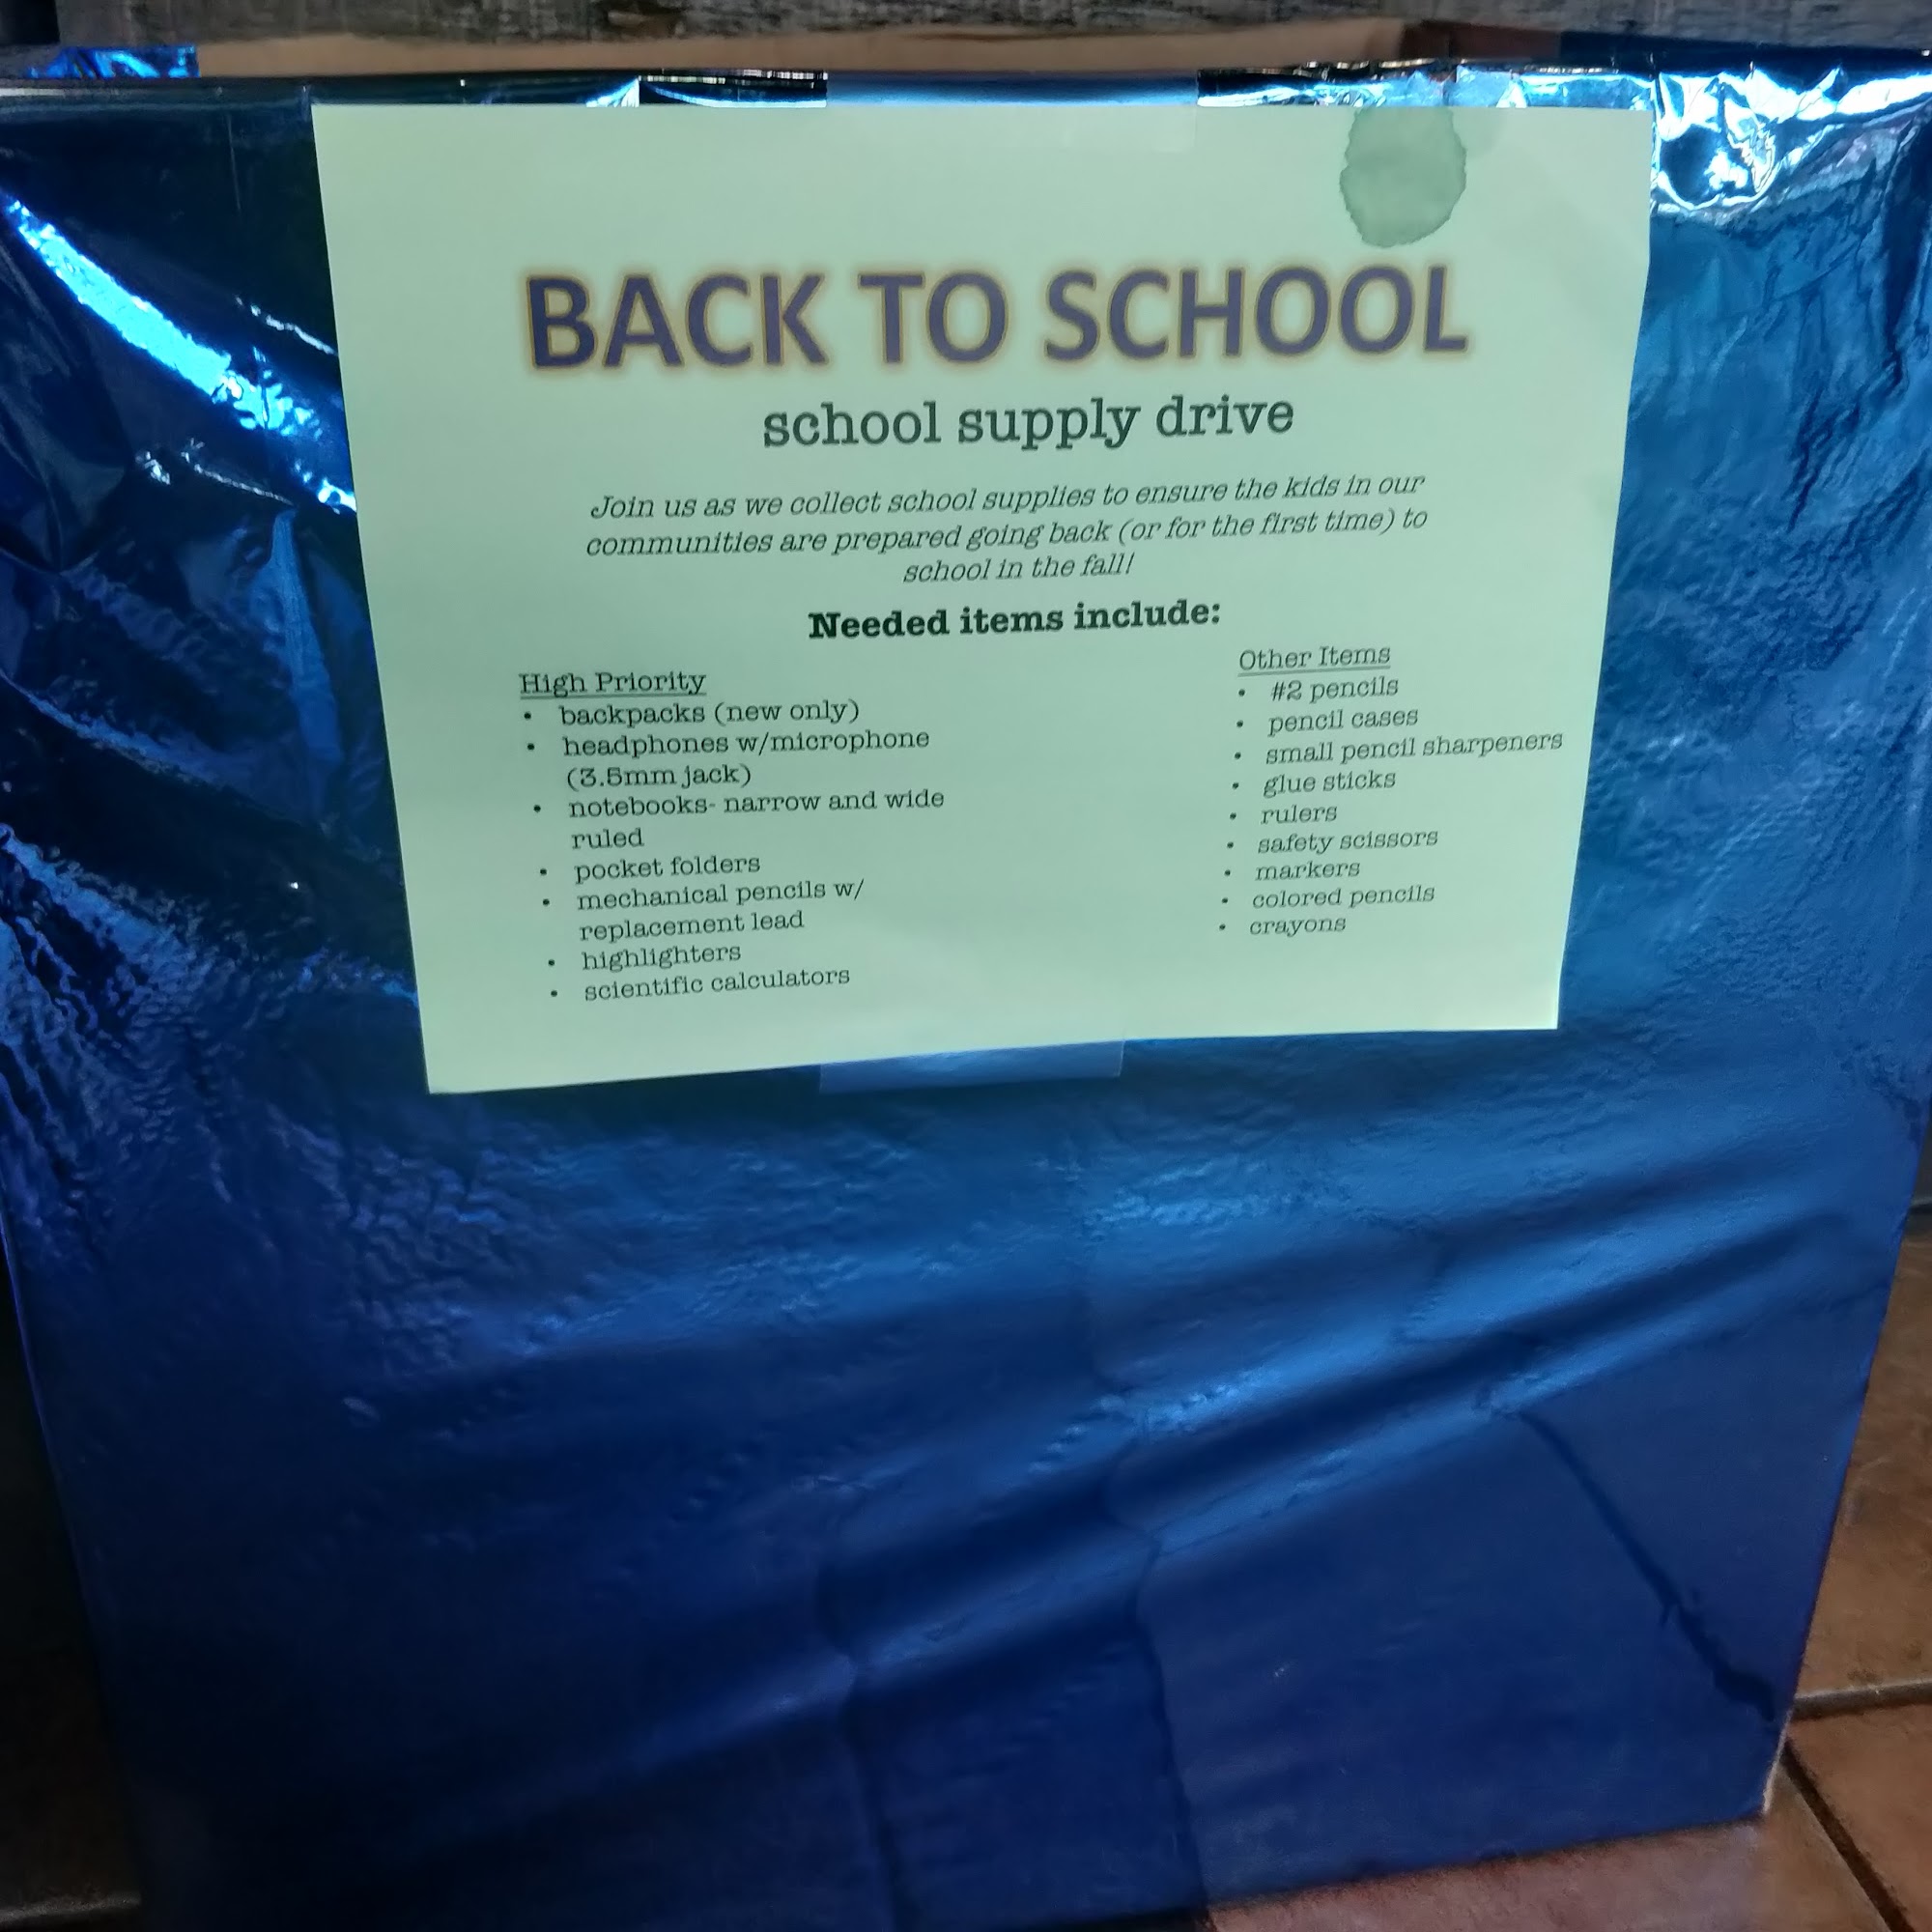 BACK TO SCHOOL
school supply drive
Join us as we collect school supplies to ensure the kids in our
communities are prepared going back (or for the first time) to
school in the fall!
Needed items include:
High Priority
• backpacks (new only)
• headphones w/microphone
(3.5mm jack)
• notebooks- narrow and wide
ruled
• pocket folders
• mechanical pencils w/
replacement lead
• highlighters
• scientific calculators
Other Items
• #2 pencils
• pencil cases
• small pencil sharpeners
• glue sticks
• rulers
• safety scissors
• markers
• colored pencils
• crayons